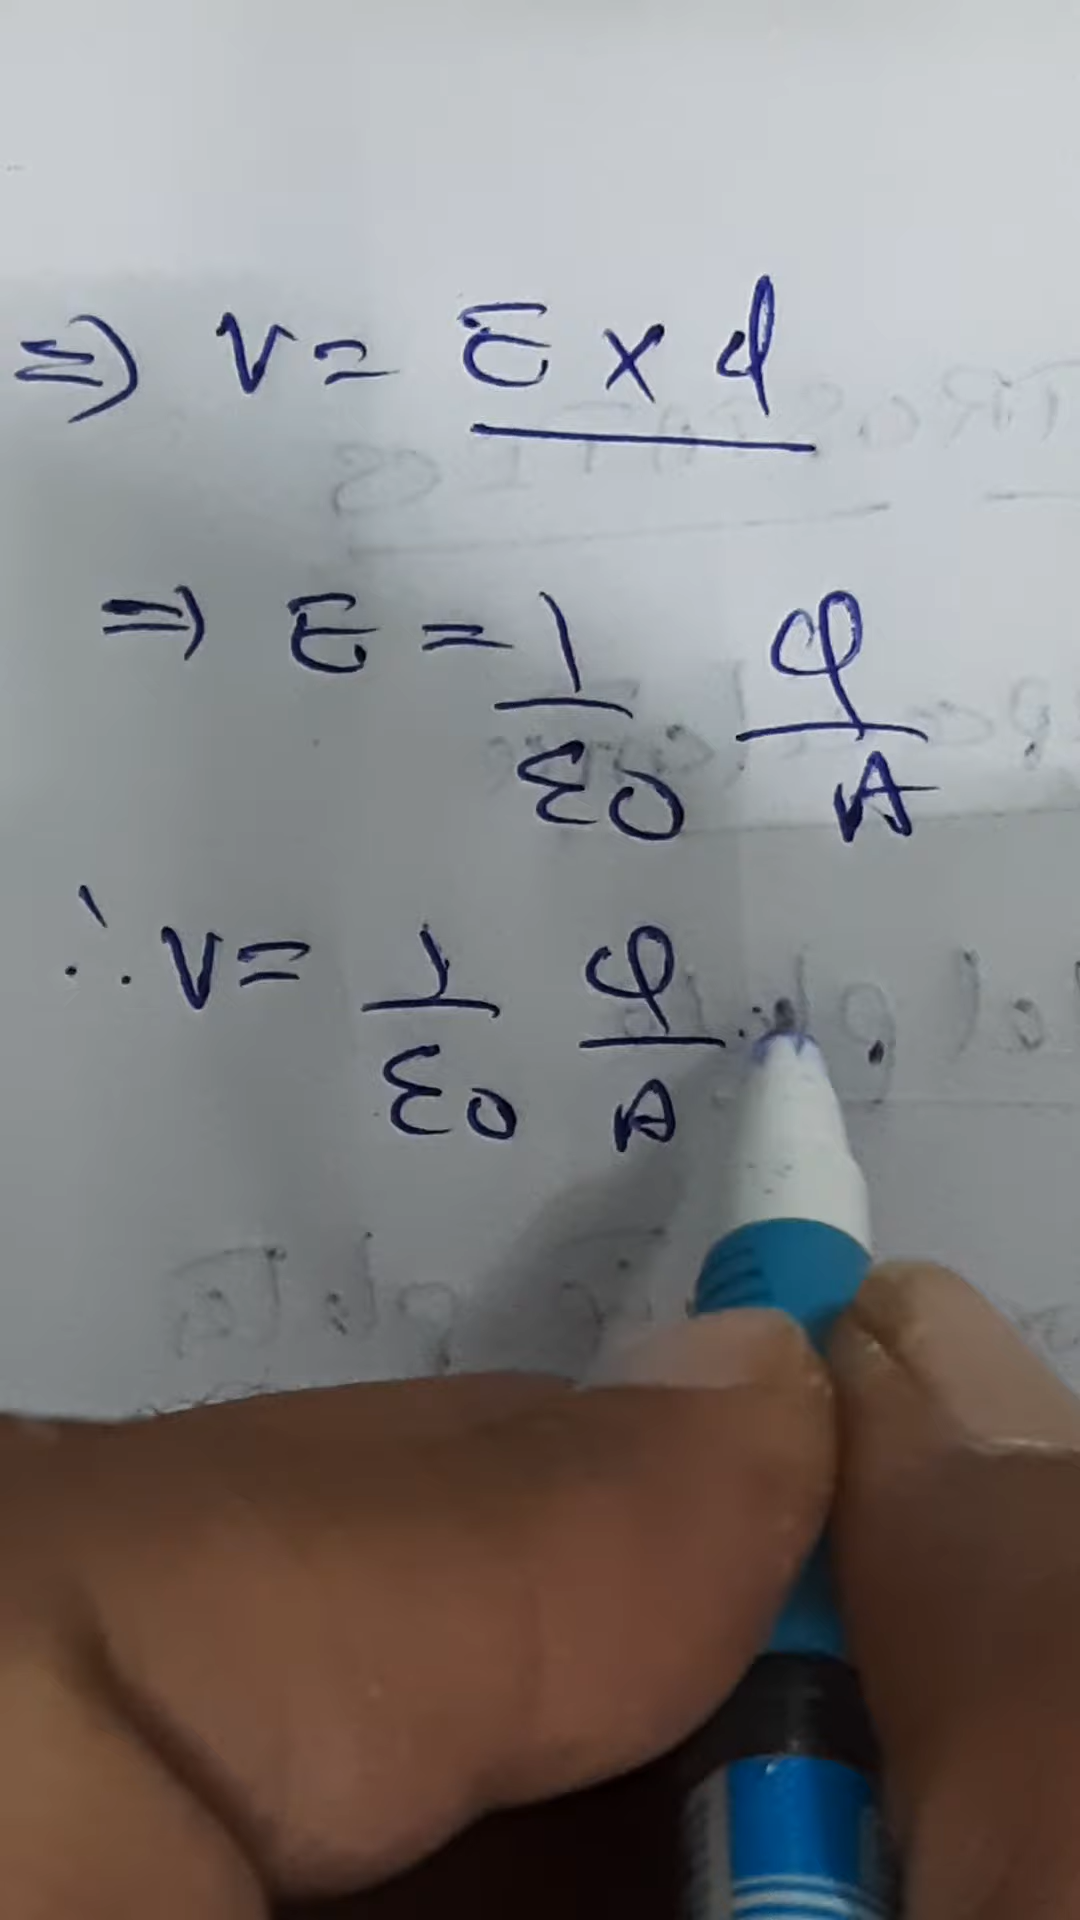 ⇒ V = E × d
⇒ E = 1/ε0 φ/A
∴ V = 1/ε0 φ/A ·